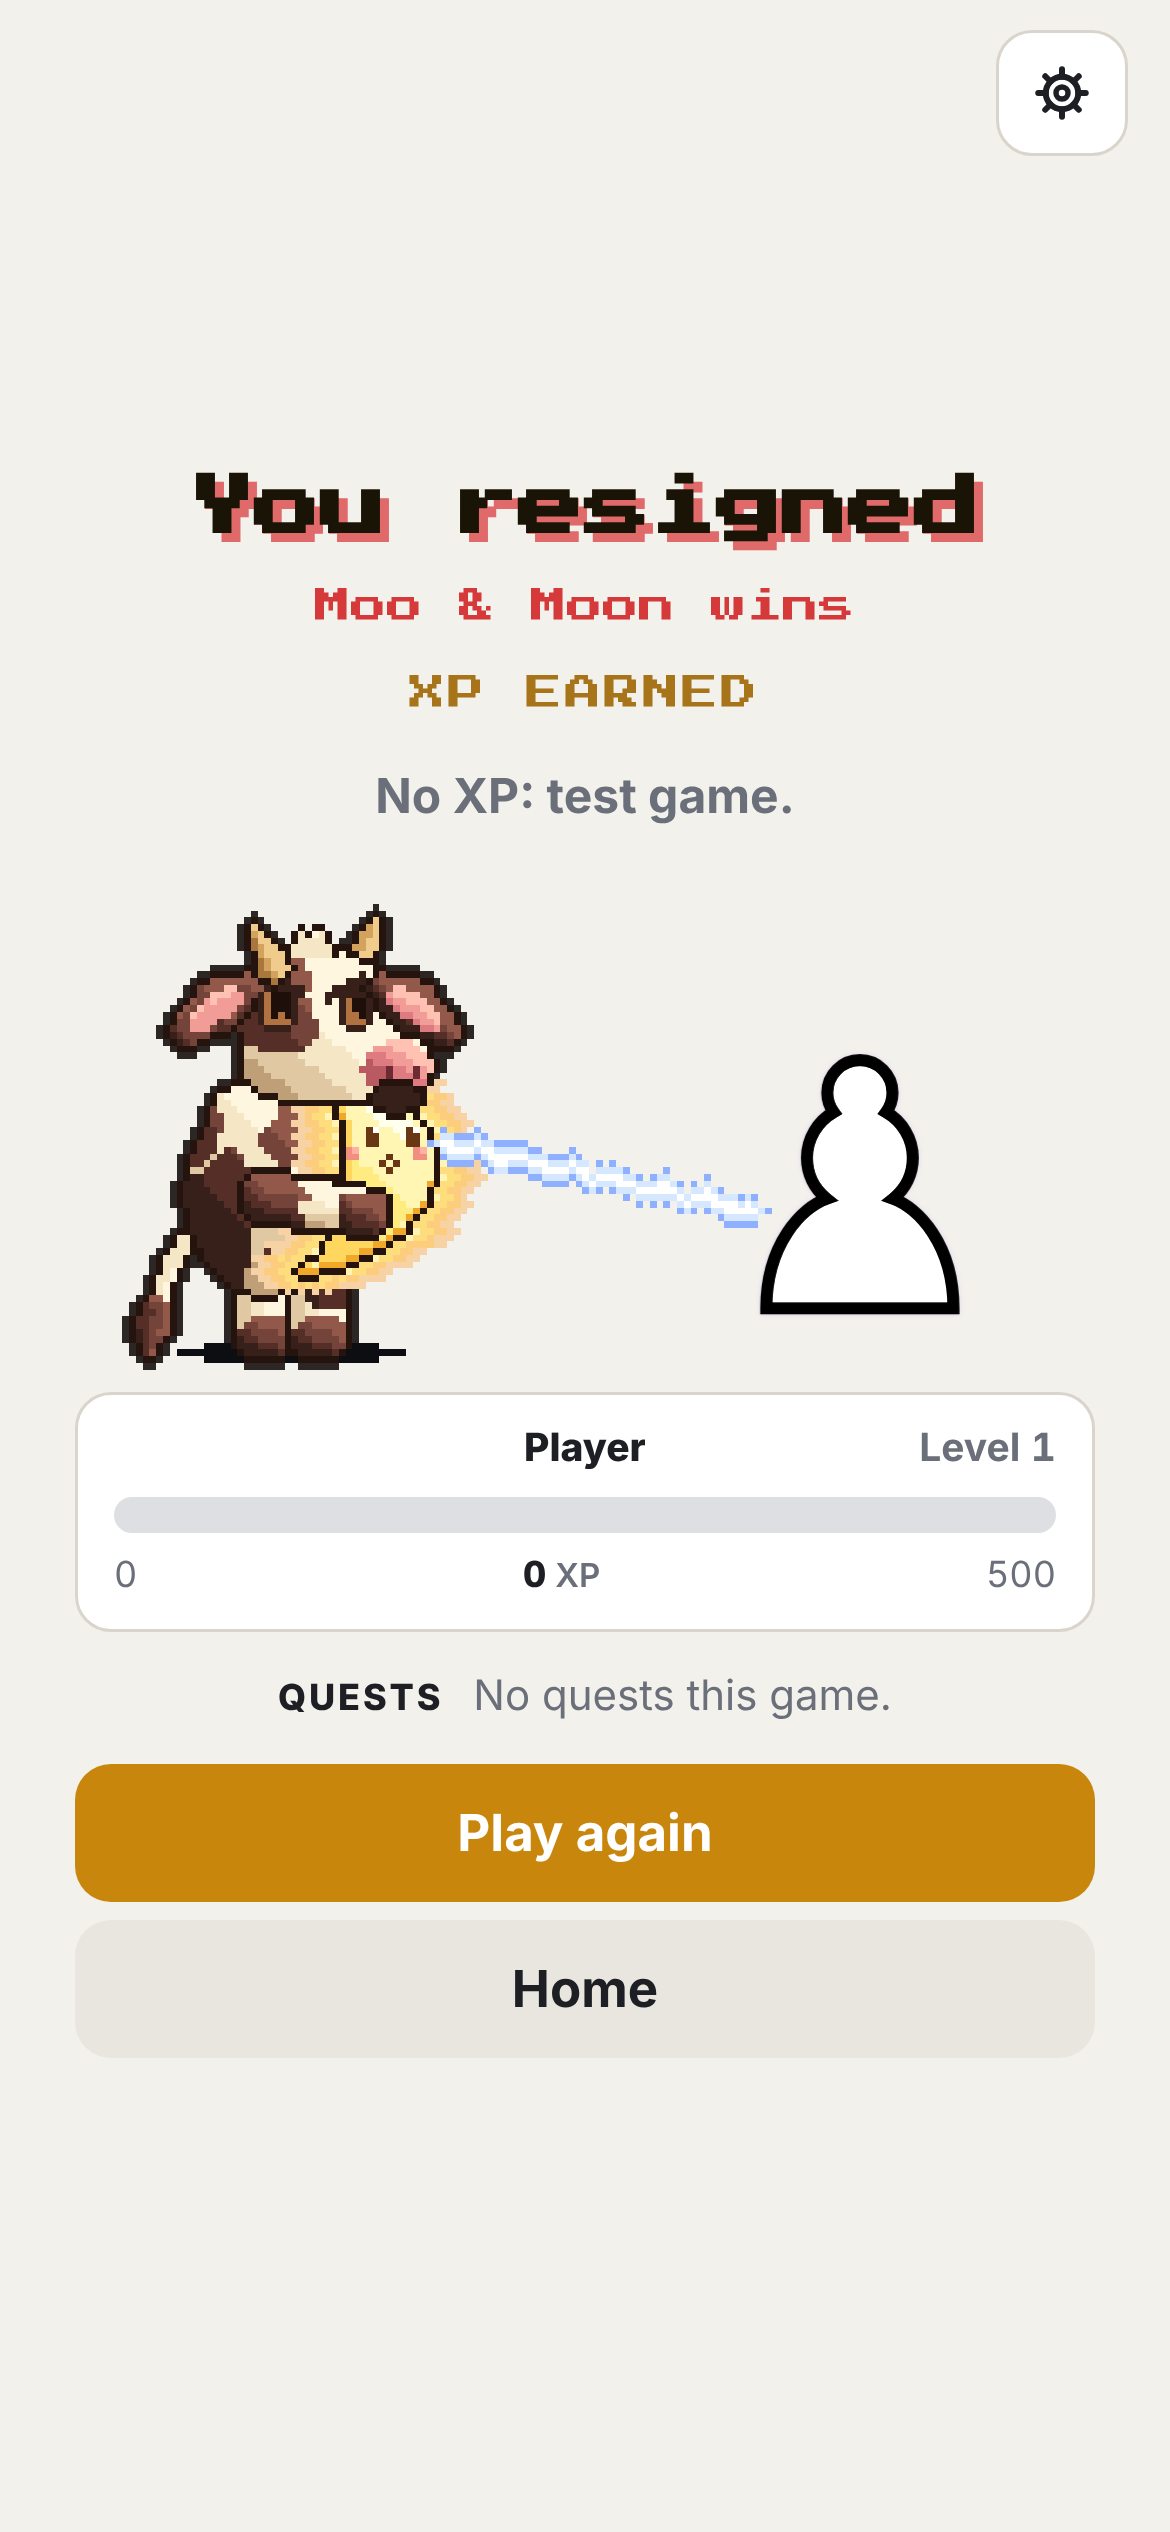 You resigned
Moo & Moon wins
XP EARNED
No XP: test game.
Player Level 1
0 0 XP 500
QUESTS No quests this game.
Play again
Home